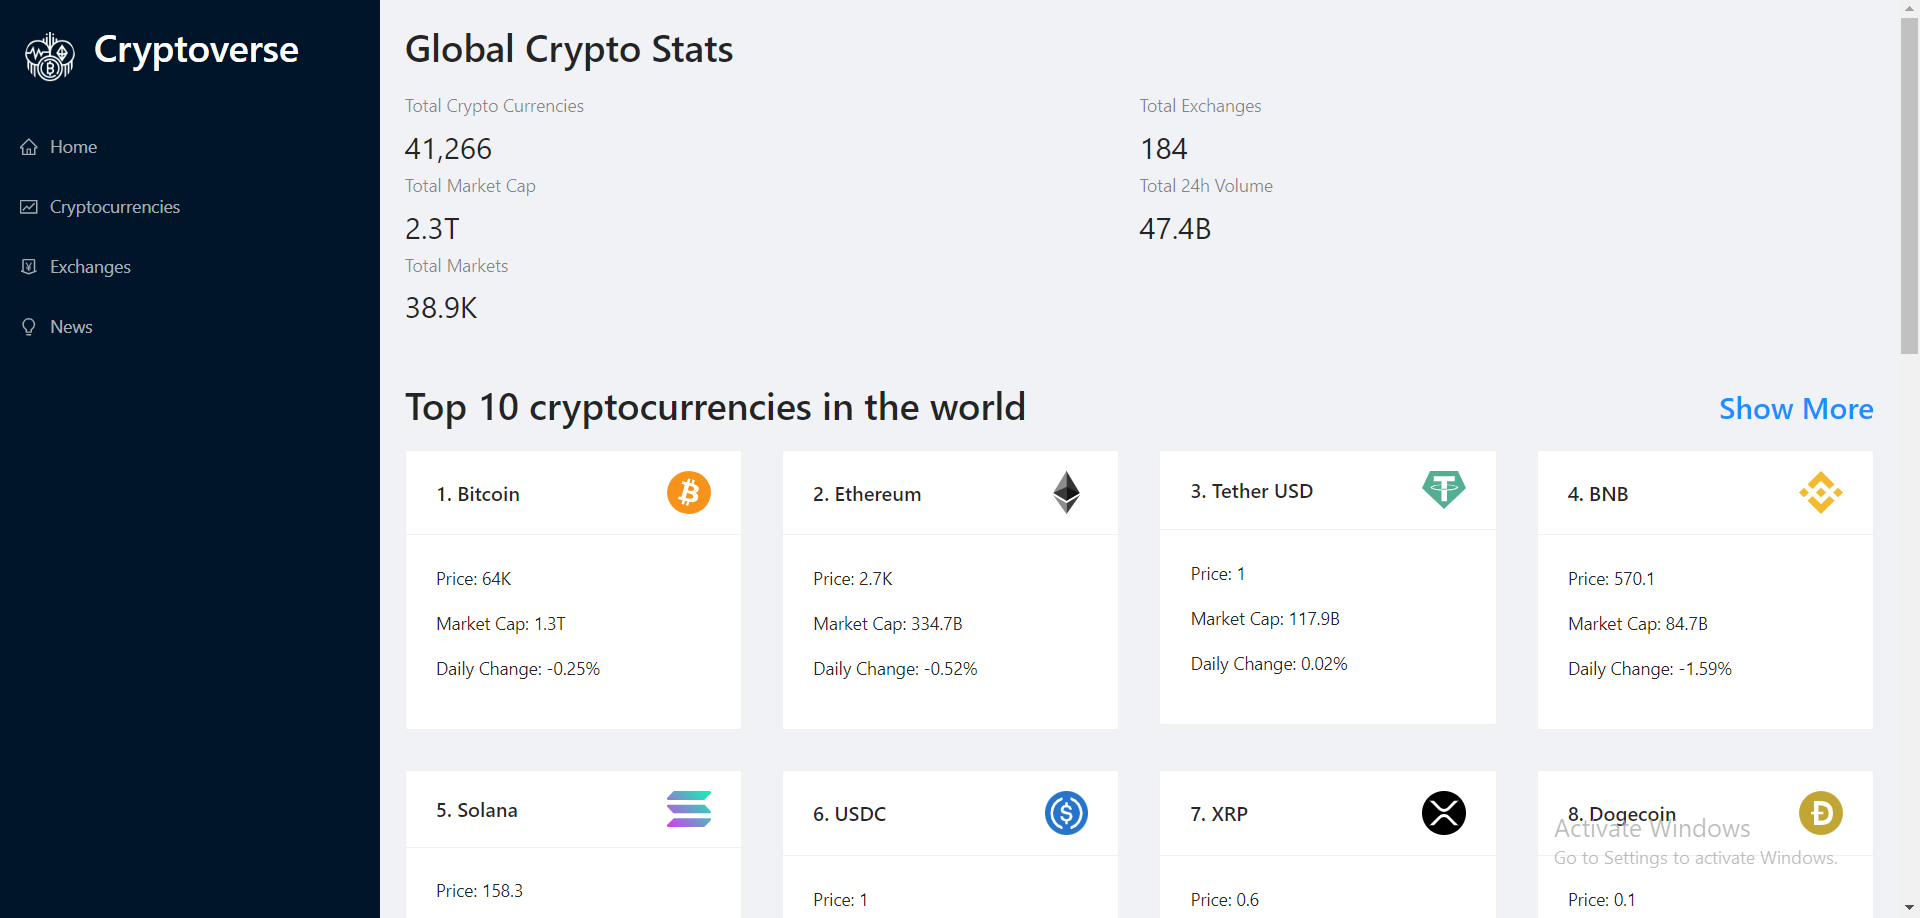 Cryptoverse
Home
Cryptocurrencies
Exchanges
News
Global Crypto Stats
Total Crypto Currencies
41,266
Total Exchanges
184
Total Market Cap
2.3T
Total 24h Volume
47.4B
Total Markets
38.9K
Top 10 cryptocurrencies in the world
Show More
1. Bitcoin
Price: 64K
Market Cap: 1.3T
Daily Change: -0.25%
2. Ethereum
Price: 2.7K
Market Cap: 334.7B
Daily Change: -0.52%
3. Tether USD
Price: 1
Market Cap: 117.9B
Daily Change: 0.02%
4. BNB
Price: 570.1
Market Cap: 84.7B
Daily Change: -1.59%
5. Solana
Price: 158.3
6. USDC
Price: 1
7. XRP
Price: 0.6
8. Dogecoin
Price: 0.1
Activate Windows
Go to Settings to activate Windows.